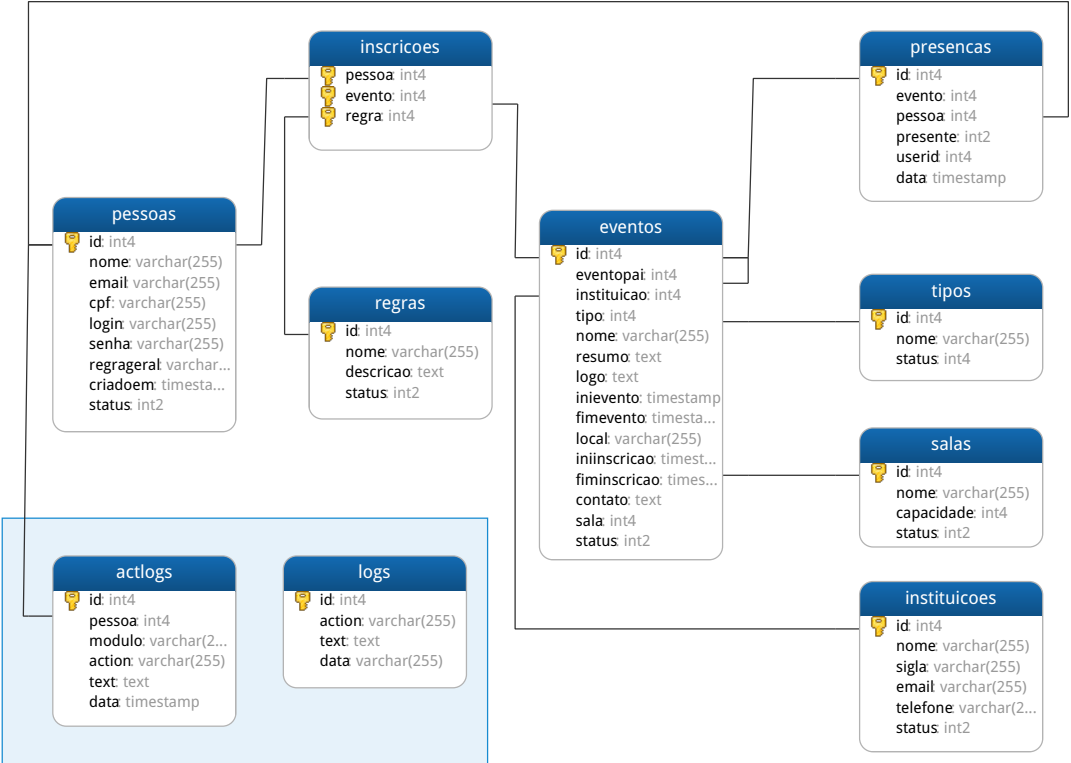 inscricoes
pessoa: int4
evento: int4
regra: int4
presencas
id: int4
evento: int4
pessoa: int4
presente: int2
userid: int4
data: timestamp
pessoas
id: int4
nome: varchar(255)
email: varchar(255)
cpf: varchar(255)
login: varchar(255)
senha: varchar(255)
regrageral: varchar...
criadoem: timesta...
status: int2
regras
id: int4
nome: varchar(255)
descricao: text
status: int2
eventos
id: int4
eventopai: int4
instituicao: int4
tipo: int4
nome: varchar(255)
resumo: text
logo: text
inievento: timestamp
fimevento: timesta...
local: varchar(255)
iniinscricao: timest...
fiminscricao: times...
contato: text
sala: int4
status: int2
tipos
id: int4
nome: varchar(255)
status: int4
salas
id: int4
nome: varchar(255)
capacidade: int4
status: int2
actlogs
id: int4
pessoa: int4
modulo: varchar(2...
action: varchar(255)
text: text
data: timestamp
logs
id: int4
action: varchar(255)
text: text
data: varchar(255)
instituicoes
id: int4
nome: varchar(255)
sigla: varchar(255)
email: varchar(255)
telefone: varchar(2...
status: int2